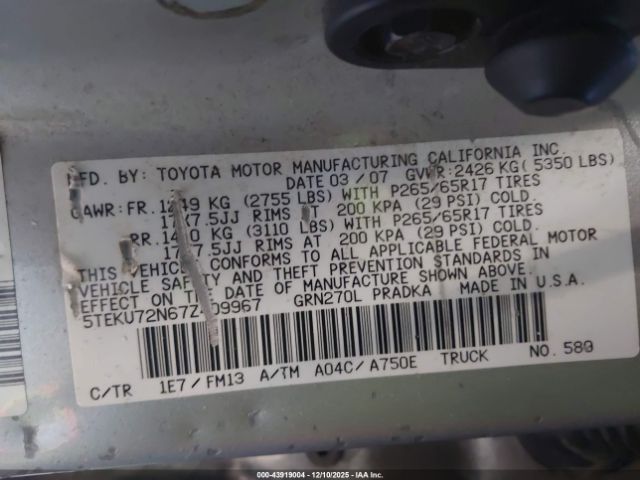 MFD. BY: TOYOTA MOTOR MANUFACTURING CALIFORNIA INC.
DATE 03/07 GVWR:2426 KG( 5350 LBS)
GAWR:FR. KG (2755 LBS) WITH P265/65R17 TIRES
17X7.5JJ RIMS AT 200 KPA (29 PSI) COLD.
RR. KG (3110 LBS) WITH P265/65R17 TIRES
17X7.5JJ RIMS AT 200 KPA (29 PSI) COLD.
THIS VEHICLE CONFORMS TO ALL APPLICABLE FEDERAL MOTOR
VEHICLE SAFETY AND THEFT PREVENTION STANDARDS IN
EFFECT ON THE DATE OF MANUFACTURE SHOWN ABOVE.
GRN270L PRADKA MADE IN U.S.A.
C/TR 1E7/FM13 A/TM A04C/A750E TRUCK NO. 580
000-43919004 | 12/10/2025 | IAA Inc.